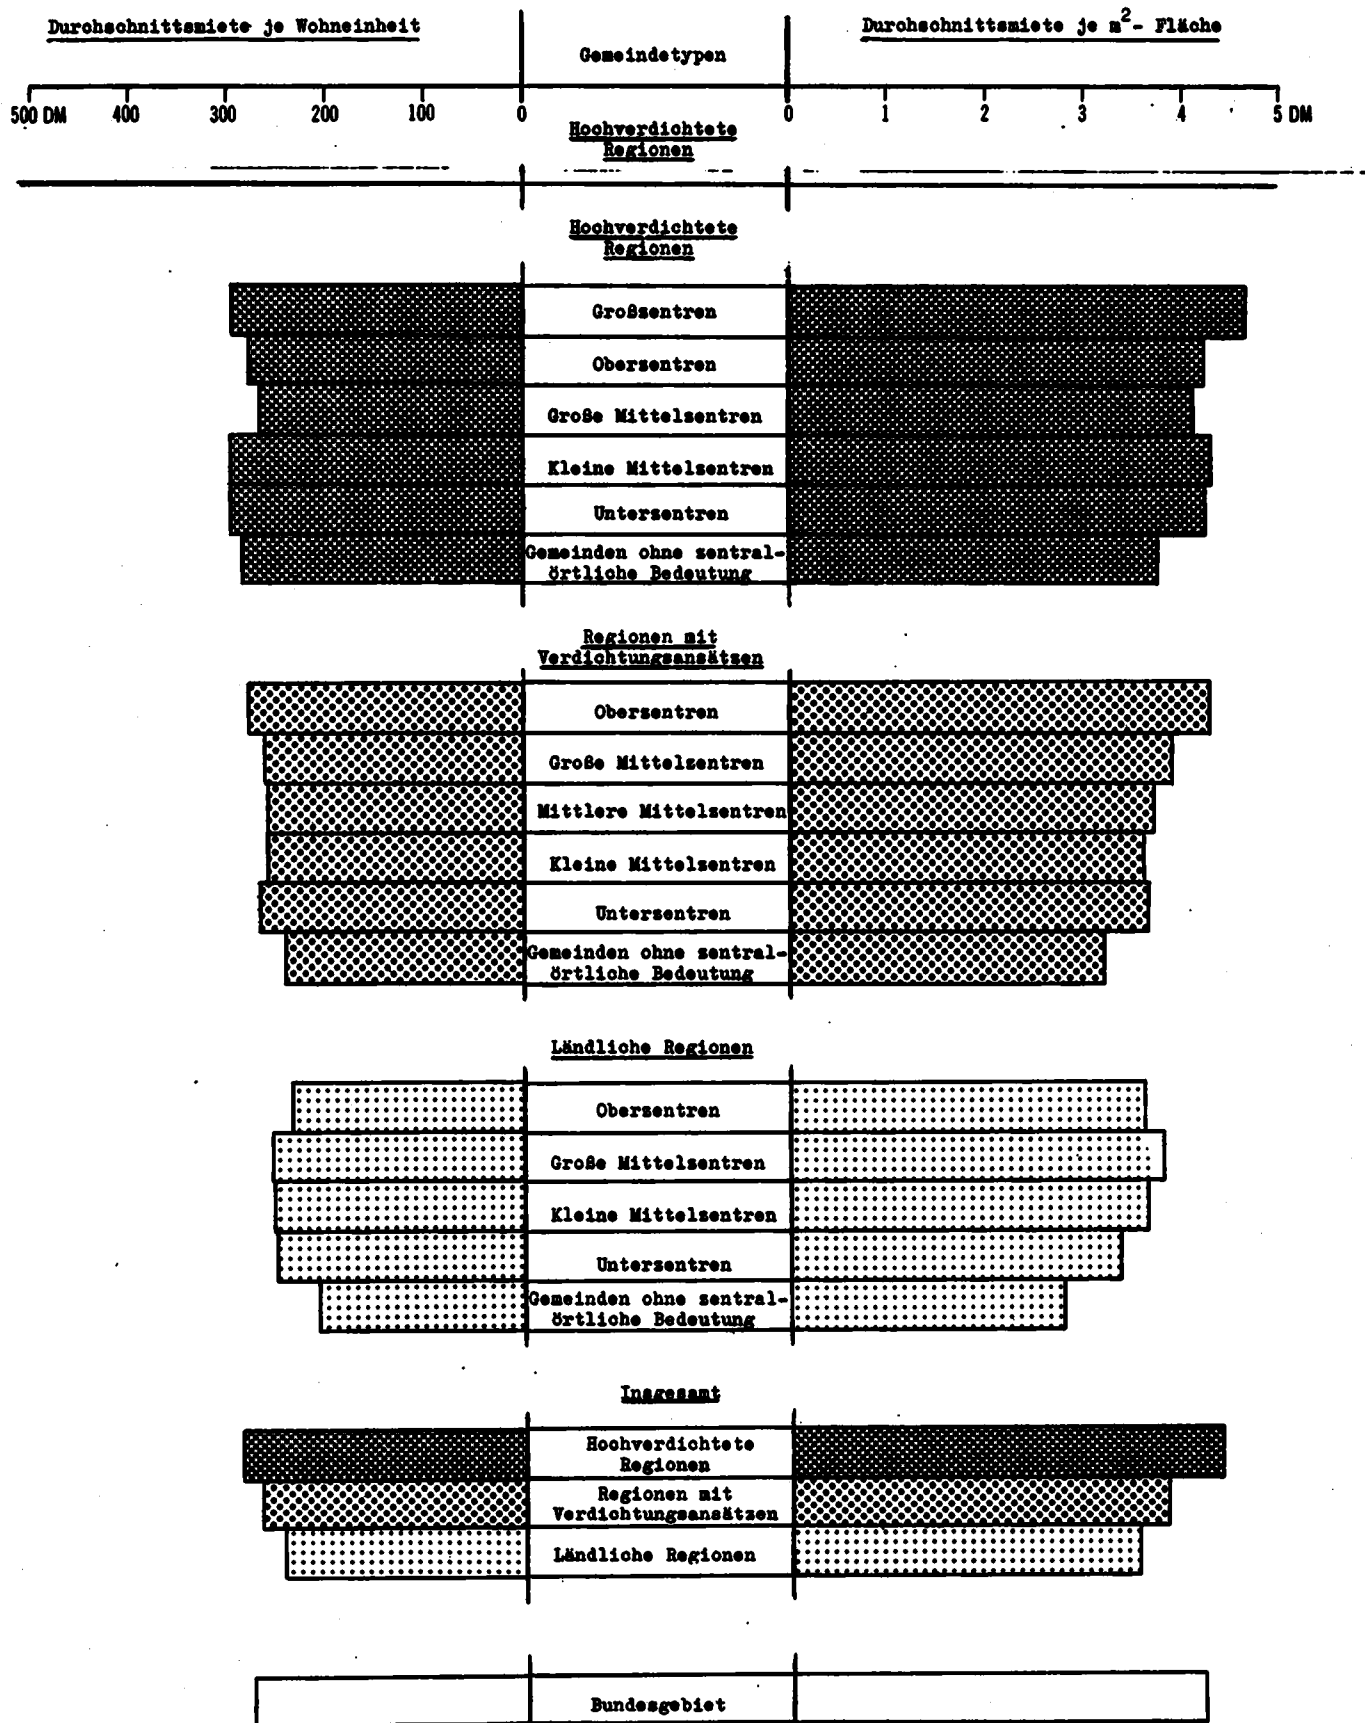 Durchschnittsmiete je Wohneinheit
Gemeindetypen
Durchschnittsmiete je m²- Fläche
500 DM 400 300 200 100 0
0 1 2 3 4 5 DM
Hochverdichtete
Regionen
Hochverdichtete
Regionen
Großzentren
Oberzentren
Große Mittelzentren
Kleine Mittelzentren
Unterzentren
Gemeinden ohne zentral-
örtliche Bedeutung
Regionen mit
Verdichtungsansätzen
Oberzentren
Große Mittelzentren
Mittlere Mittelzentren
Kleine Mittelzentren
Unterzentren
Gemeinden ohne zentral-
örtliche Bedeutung
Ländliche Regionen
Oberzentren
Große Mittelzentren
Kleine Mittelzentren
Unterzentren
Gemeinden ohne zentral-
örtliche Bedeutung
Insgesamt
Hochverdichtete
Regionen
Regionen mit
Verdichtungsansätzen
Ländliche Regionen
Bundesgebiet